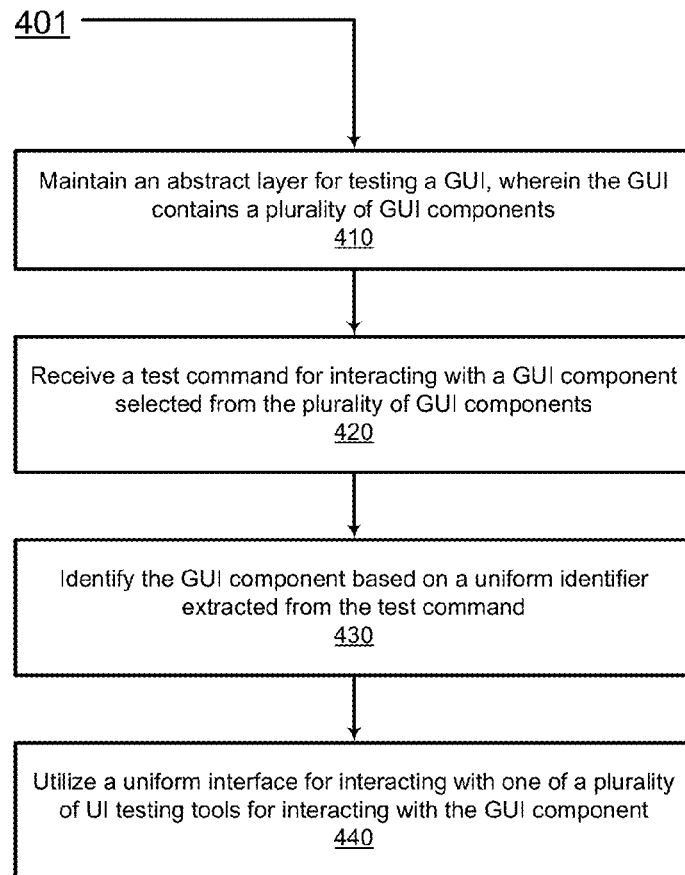 401
Maintain an abstract layer for testing a GUI, wherein the GUI
contains a plurality of GUI components
410
Receive a test command for interacting with a GUI component
selected from the plurality of GUI components
420
Identify the GUI component based on a uniform identifier
extracted from the test command
430
Utilize a uniform interface for interacting with one of a plurality
of UI testing tools for interacting with the GUI component
440